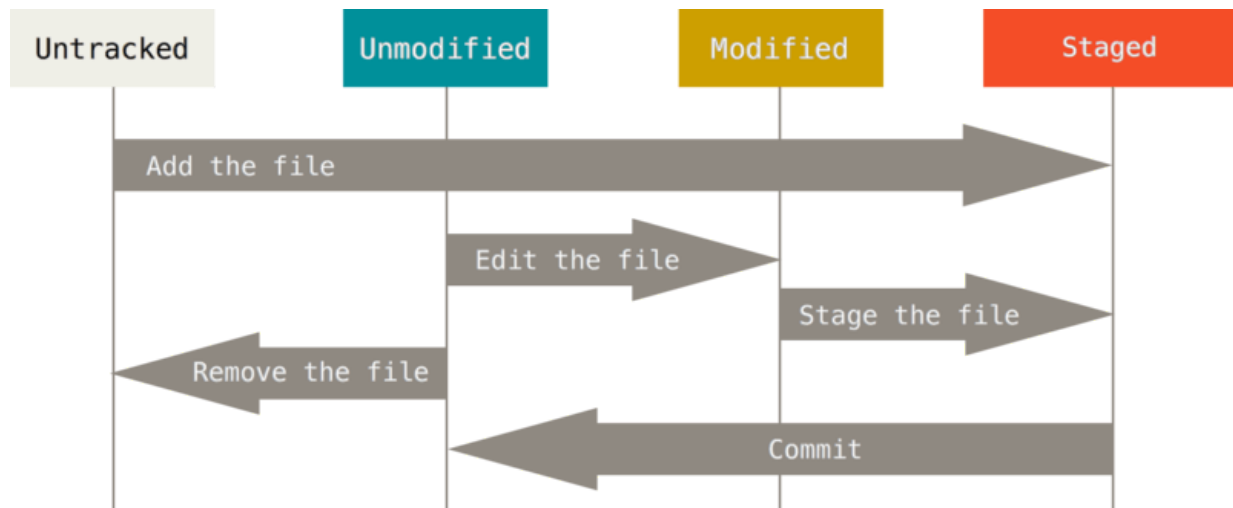 Untracked
Unmodified
Modified
Staged
Add the file
Edit the file
Stage the file
Remove the file
Commit